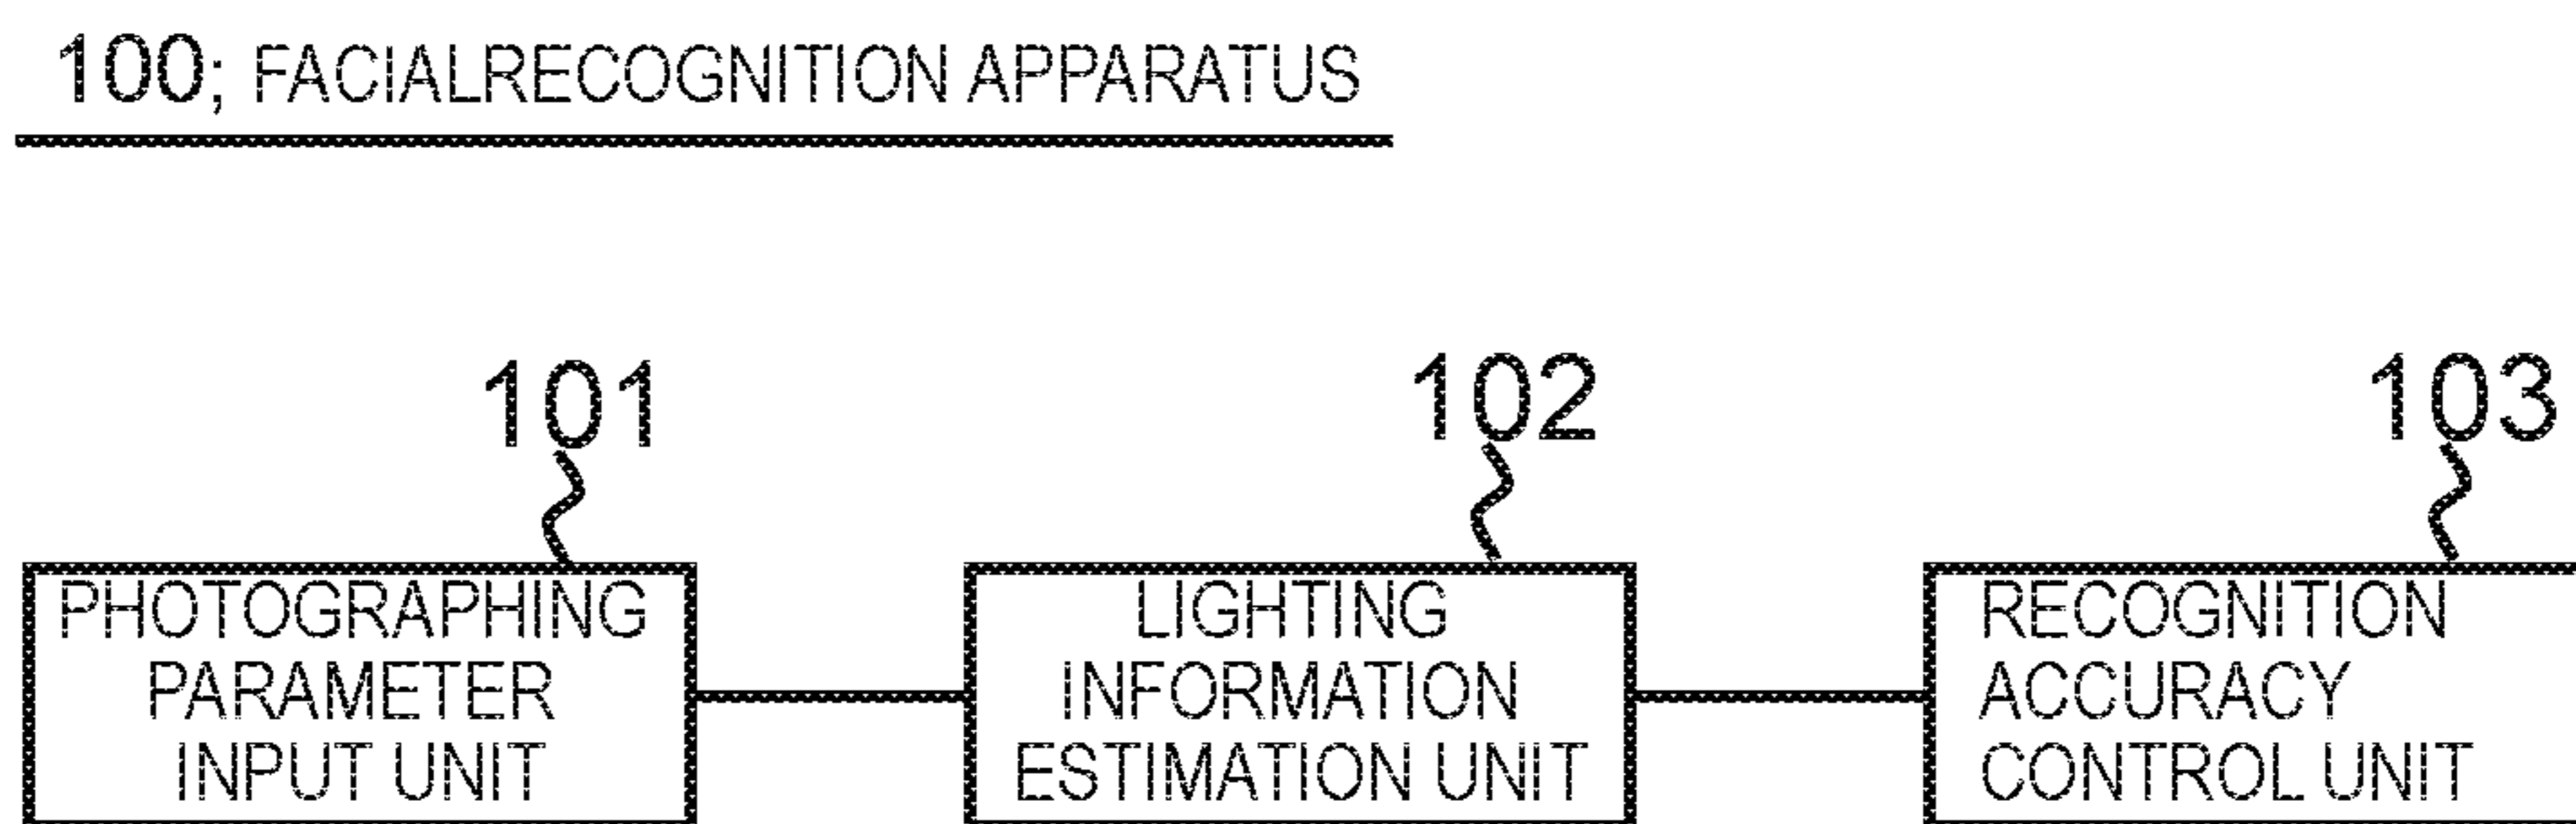 100; FACIALRECOGNITION APPARATUS
101
102
103
PHOTOGRAPHING
PARAMETER
INPUT UNIT
LIGHTING
INFORMATION
ESTIMATION UNIT
RECOGNITION
ACCURACY
CONTROL UNIT